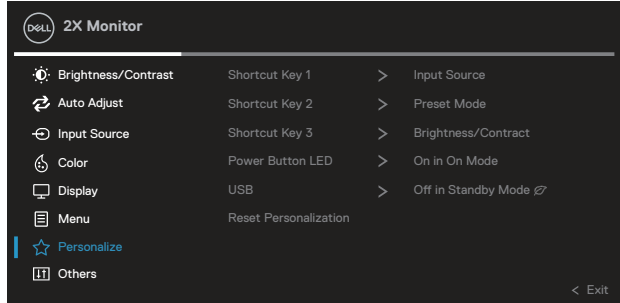 DELL 2X Monitor
Brightness/Contrast Shortcut Key 1 > Input Source
Auto Adjust Shortcut Key 2 > Preset Mode
Input Source Shortcut Key 3 > Brightness/Contract
Color Power Button LED > On in On Mode
Display USB > Off in Standby Mode
Menu Reset Personalization
Personalize
Others
< Exit